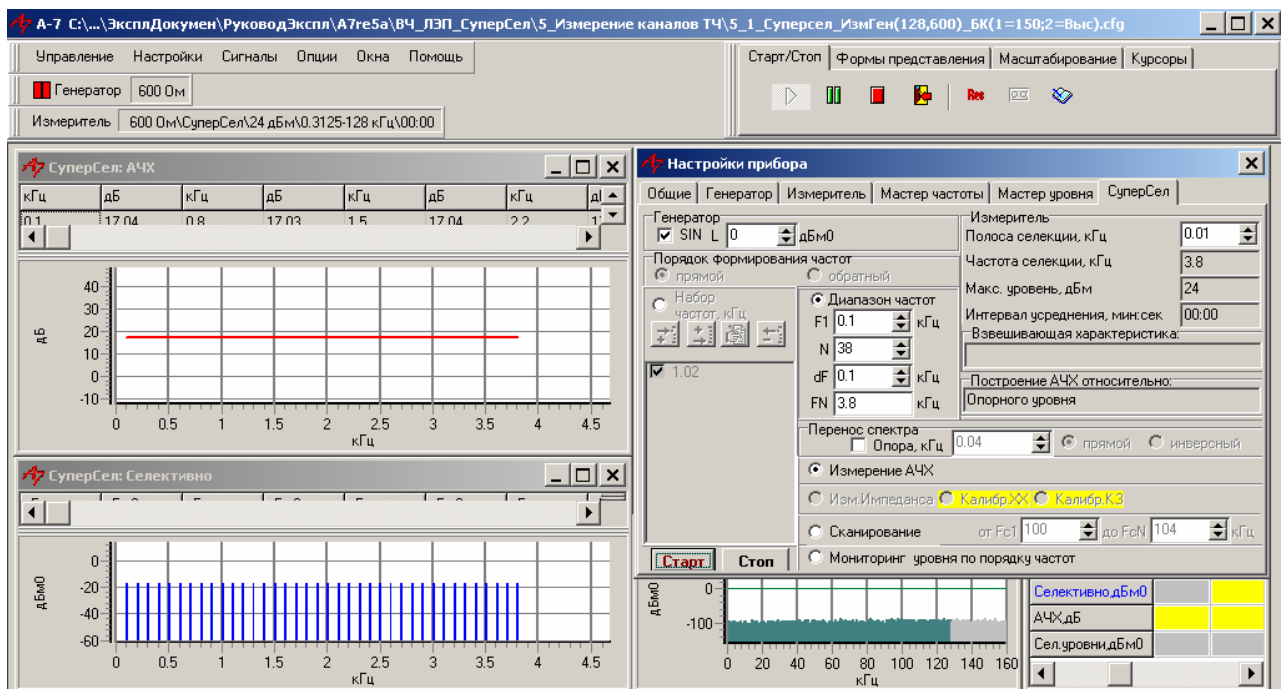 А-7 C:\...\ЭксплДокумен\РуководЭкспл\A7re5a\ВЧ_ЛЭП_СуперСел\5_Измерение каналов ТЧ\5_1_Суперсел_ИзмГен(128,600)_БК(1=150;2=Выс).cfg
Управление Настройки Сигналы Опции Окна Помощь
Генератор 600 Ом
Измеритель 600 Ом\СуперСел\24 дБм\0.3125-128 кГц\00:00
Старт/Стоп Формы представления Масштабирование Курсоры
Rec
СуперСел: АЧХ
кГц дБ кГц дБ кГц дБ кГц
0.1 17.04 0.8 17.03 1.5 17.04 2.2
40
30
20
10
0
-10
дБ
0 0.5 1 1.5 2 2.5 3 3.5 4 4.5
кГц
СуперСел: Селективно
0
-20
-40
-60
дБм0
0 0.5 1 1.5 2 2.5 3 3.5 4 4.5
кГц
Настройки прибора
Общие Генератор Измеритель Мастер частоты Мастер уровня СуперСел
Генератор
SIN L 0 дБм0
Порядок формирования частот
прямой обратный
Набор частот, кГц
1.02
Диапазон частот
F1 0.1 кГц
N 38
dF 0.1 кГц
FN 3.8 кГц
Измеритель
Полоса селекции, кГц 0.01
Частота селекции, кГц 3.8
Макс. уровень, дБм 24
Интервал усреднения, мин:сек 00:00
Взвешивающая характеристика:
Построение АЧХ относительно:
Опорного уровня
Перенос спектра
Опора, кГц 0.04 прямой инверсный
Измерение АЧХ
Изм.Импеданса Калибр.ХХ Калибр.КЗ
Сканирование от Fc1 100 до FcN 104 кГц
Мониторинг уровня по порядку частот
Старт Стоп
0
-100
дБм0
0 20 40 60 80 100 120 140 160
кГц
Селективно,дБм0
АЧХ,дБ
Сел.уровни,дБм0